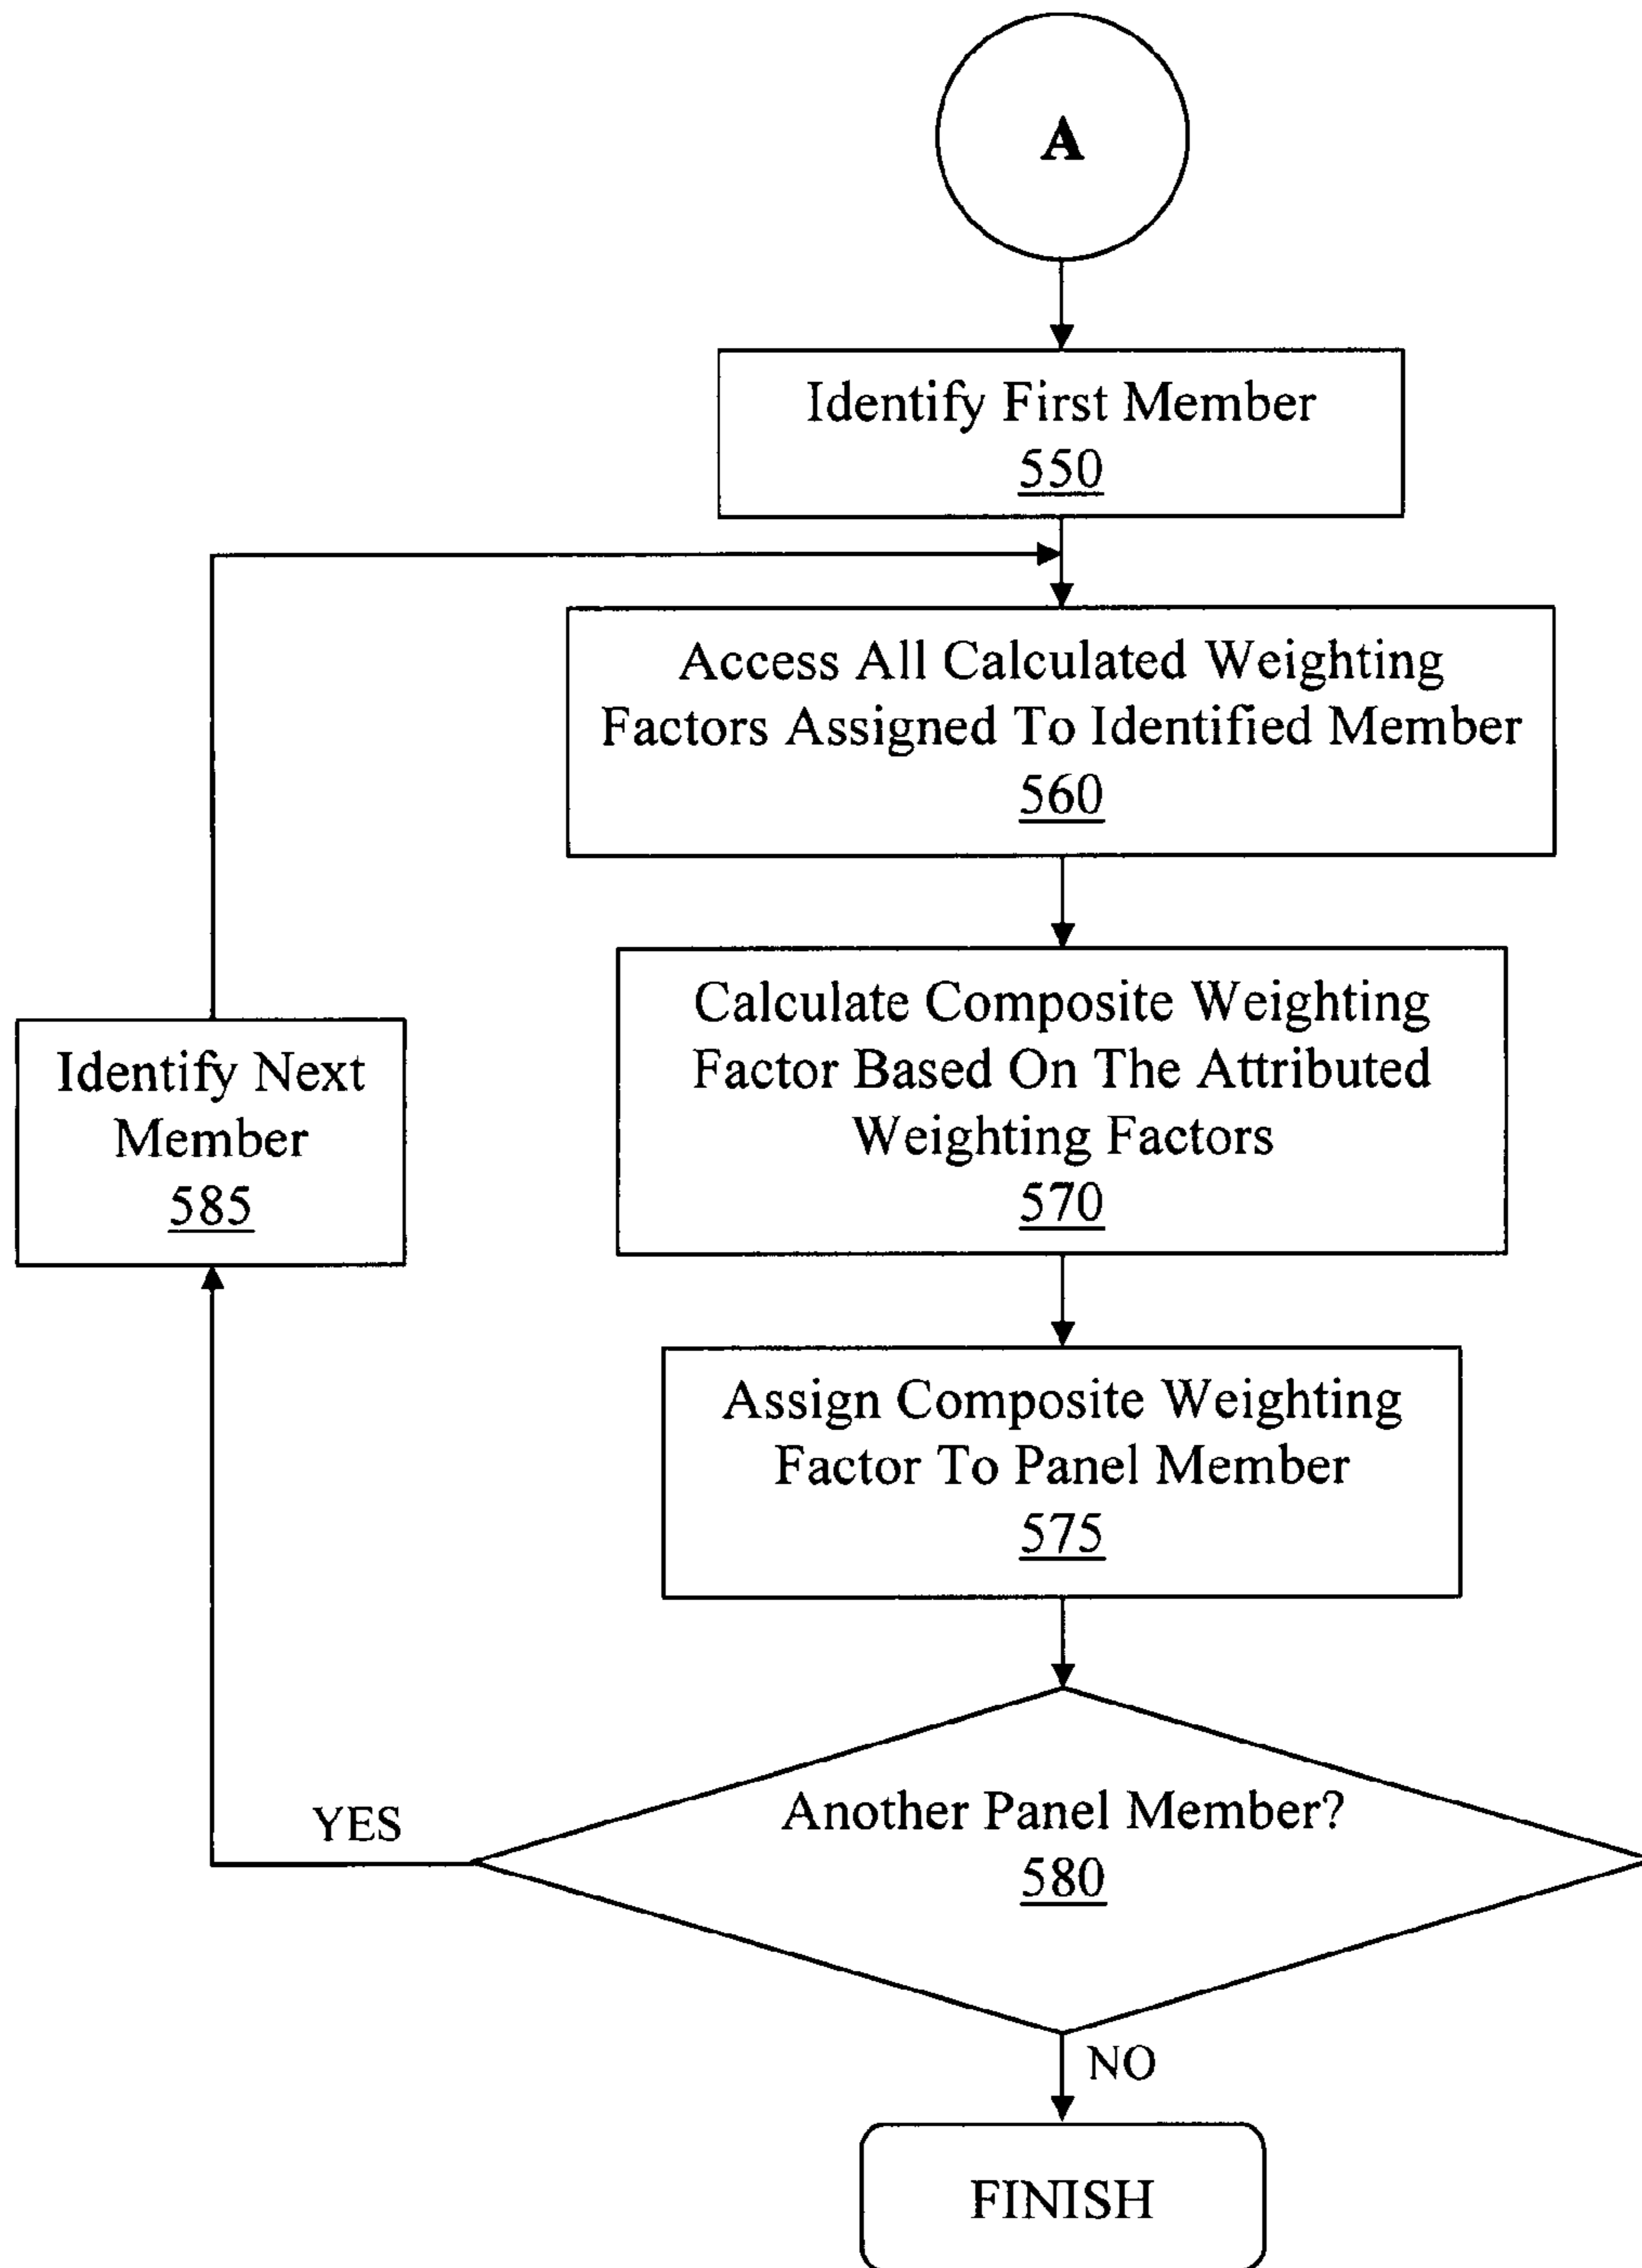 A
Identify First Member
550
Access All Calculated Weighting
Factors Assigned To Identified Member
560
Calculate Composite Weighting
Factor Based On The Attributed
Weighting Factors
570
Identify Next
Member
585
Assign Composite Weighting
Factor To Panel Member
575
Another Panel Member?
580
YES
NO
FINISH